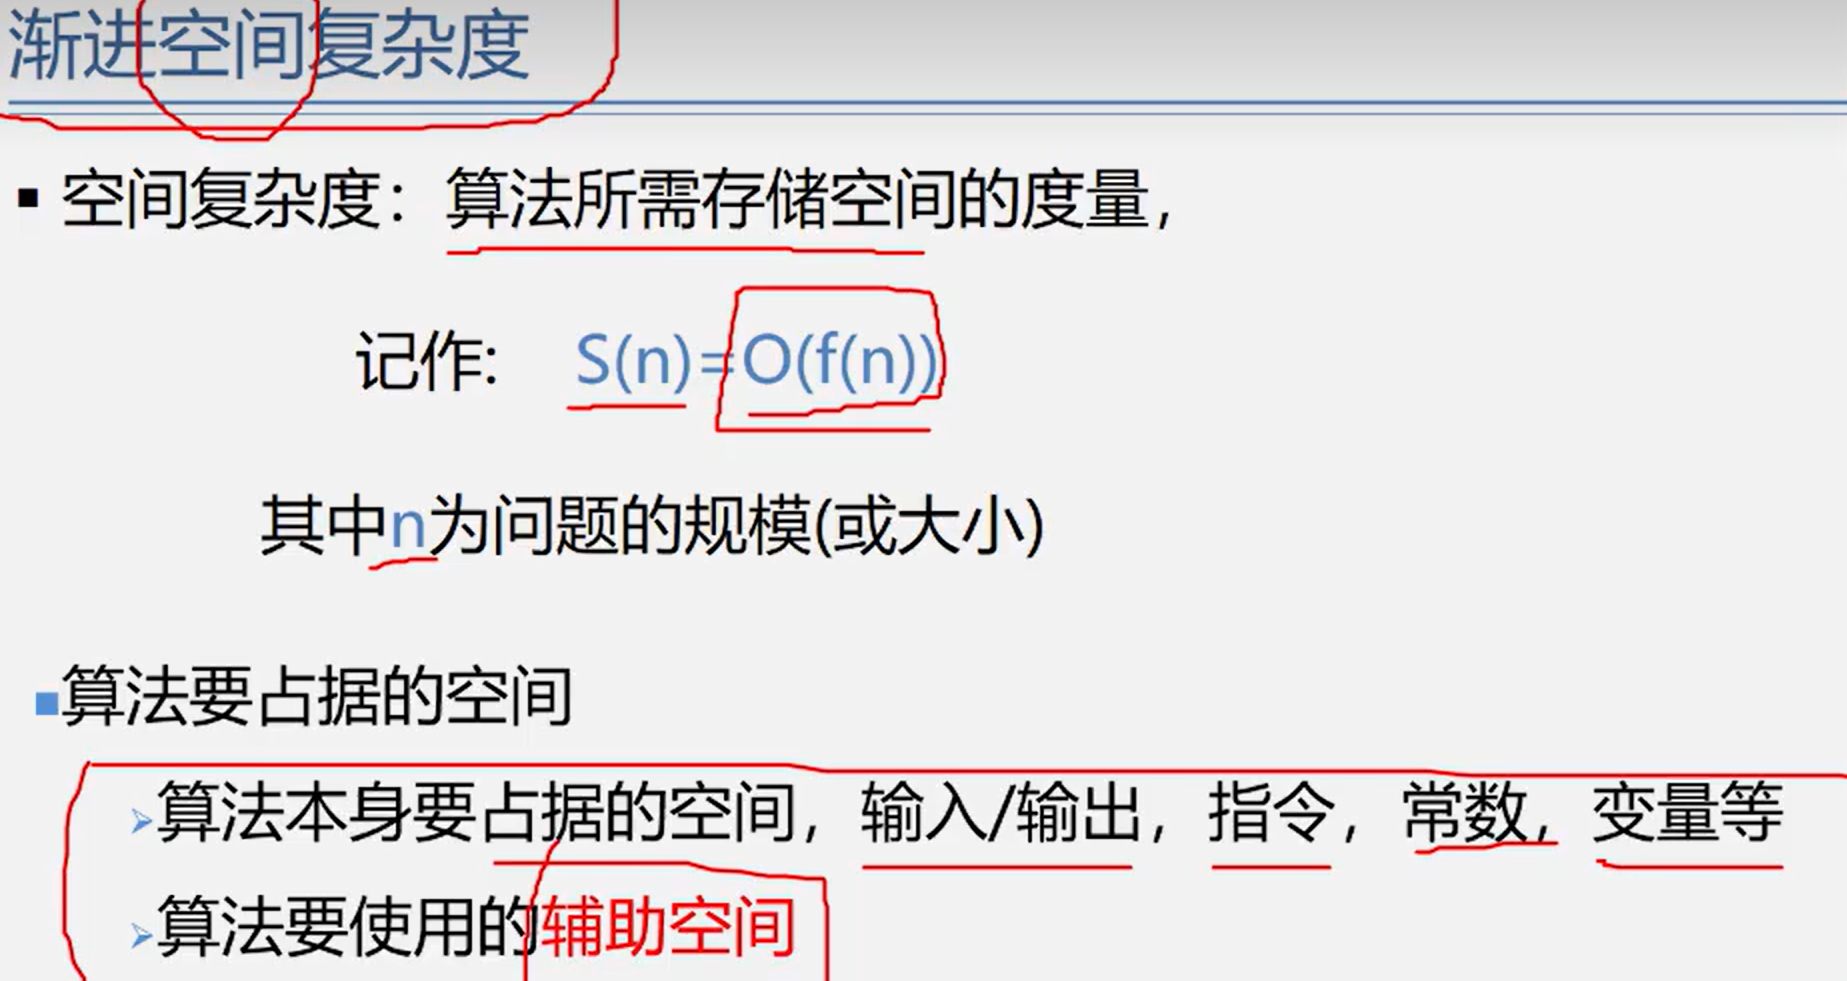 渐进空间复杂度
▪ 空间复杂度：算法所需存储空间的度量，
记作: S(n)=O(f(n))
其中n为问题的规模(或大小)
■算法要占据的空间
➢算法本身要占据的空间，输入/输出，指令，常数，变量等
➢算法要使用的辅助空间